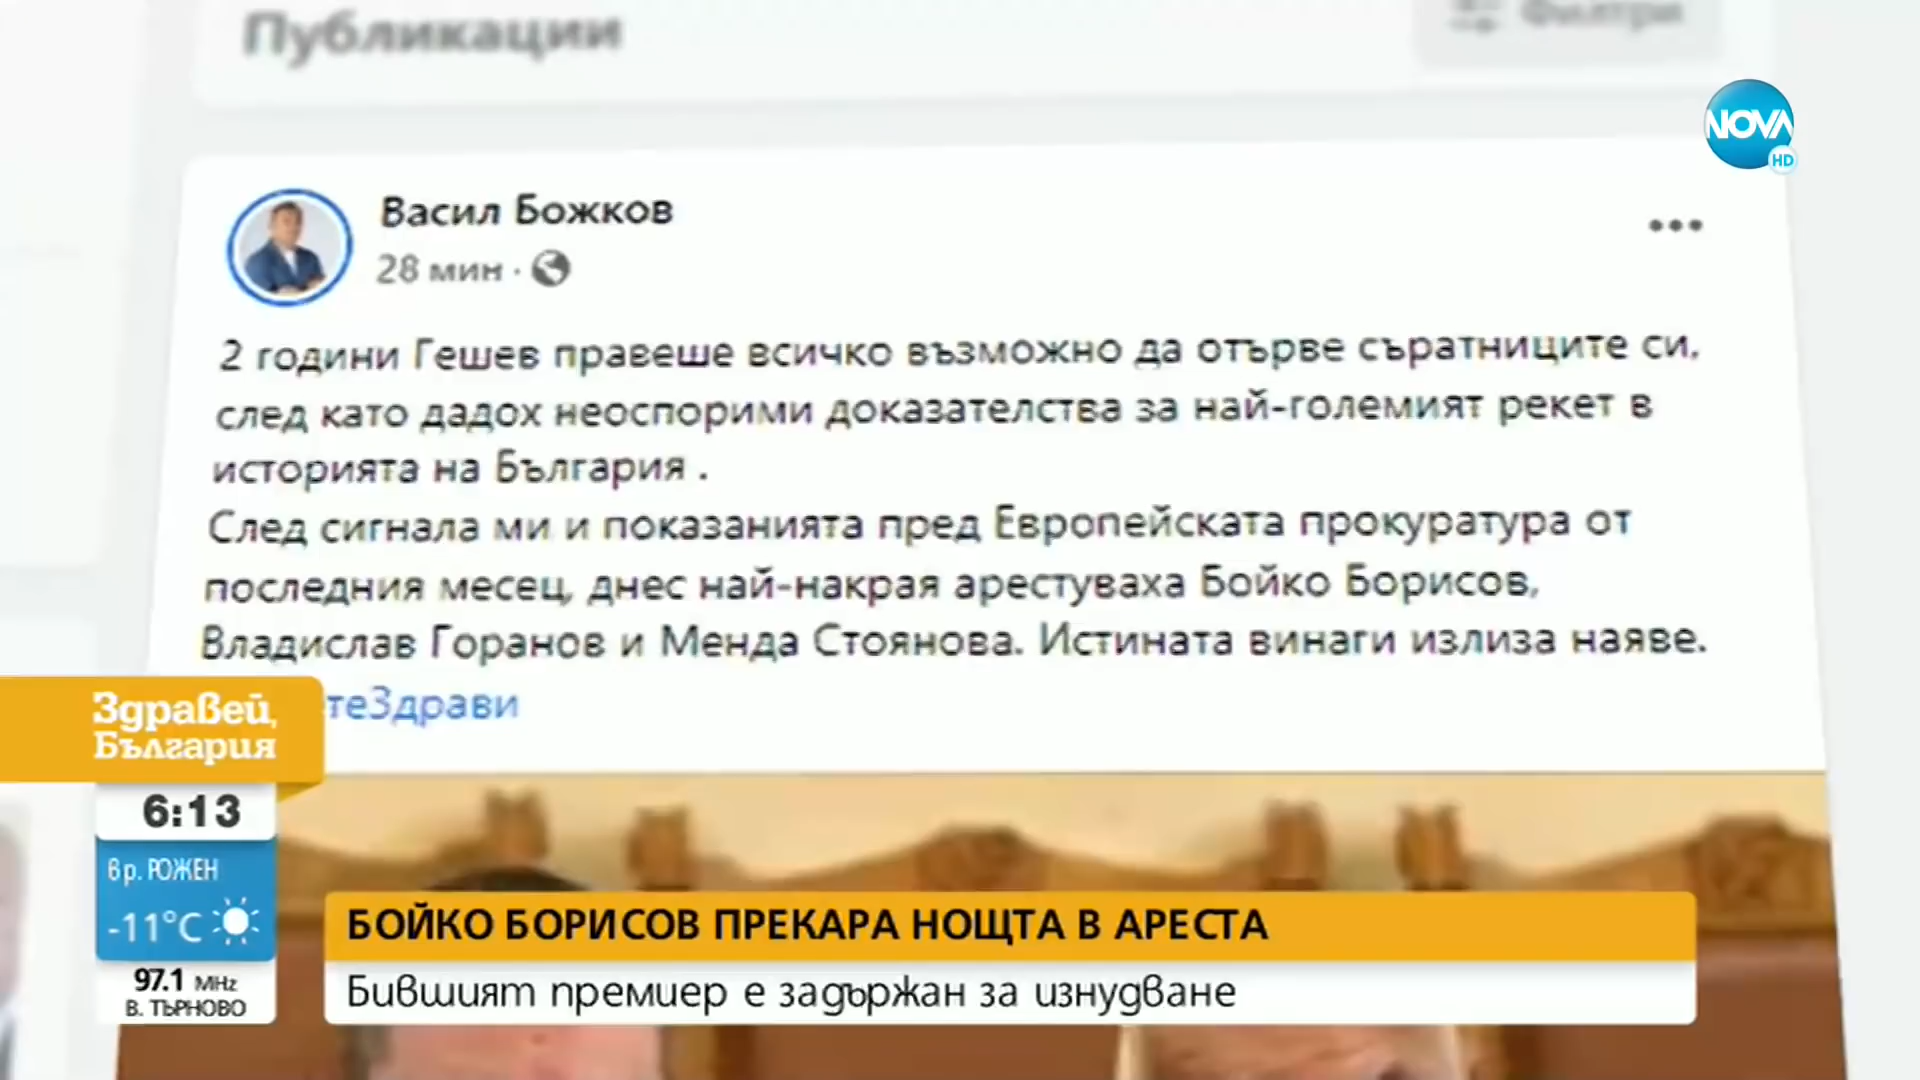 Публикации
Филтри
NOVA
HD
Васил Божков
28 мин ·
2 години Гешев правеше всичко възможно да отърве съратниците си,
след като дадох неоспорими доказателства за най-големият рекет в
историята на България .
След сигнала ми и показанията пред Европейската прокуратура от
последния месец, днес най-накрая арестуваха Бойко Борисов,
Владислав Горанов и Менда Стоянова. Истината винаги излиза наяве.
теЗдрави
Здравей,
България
6:13
вр. РОЖЕН
-11°C
97.1 MHz
В. ТЪРНОВО
БОЙКО БОРИСОВ ПРЕКАРА НОЩТА В АРЕСТА
Бившият премиер е задържан за изнудване